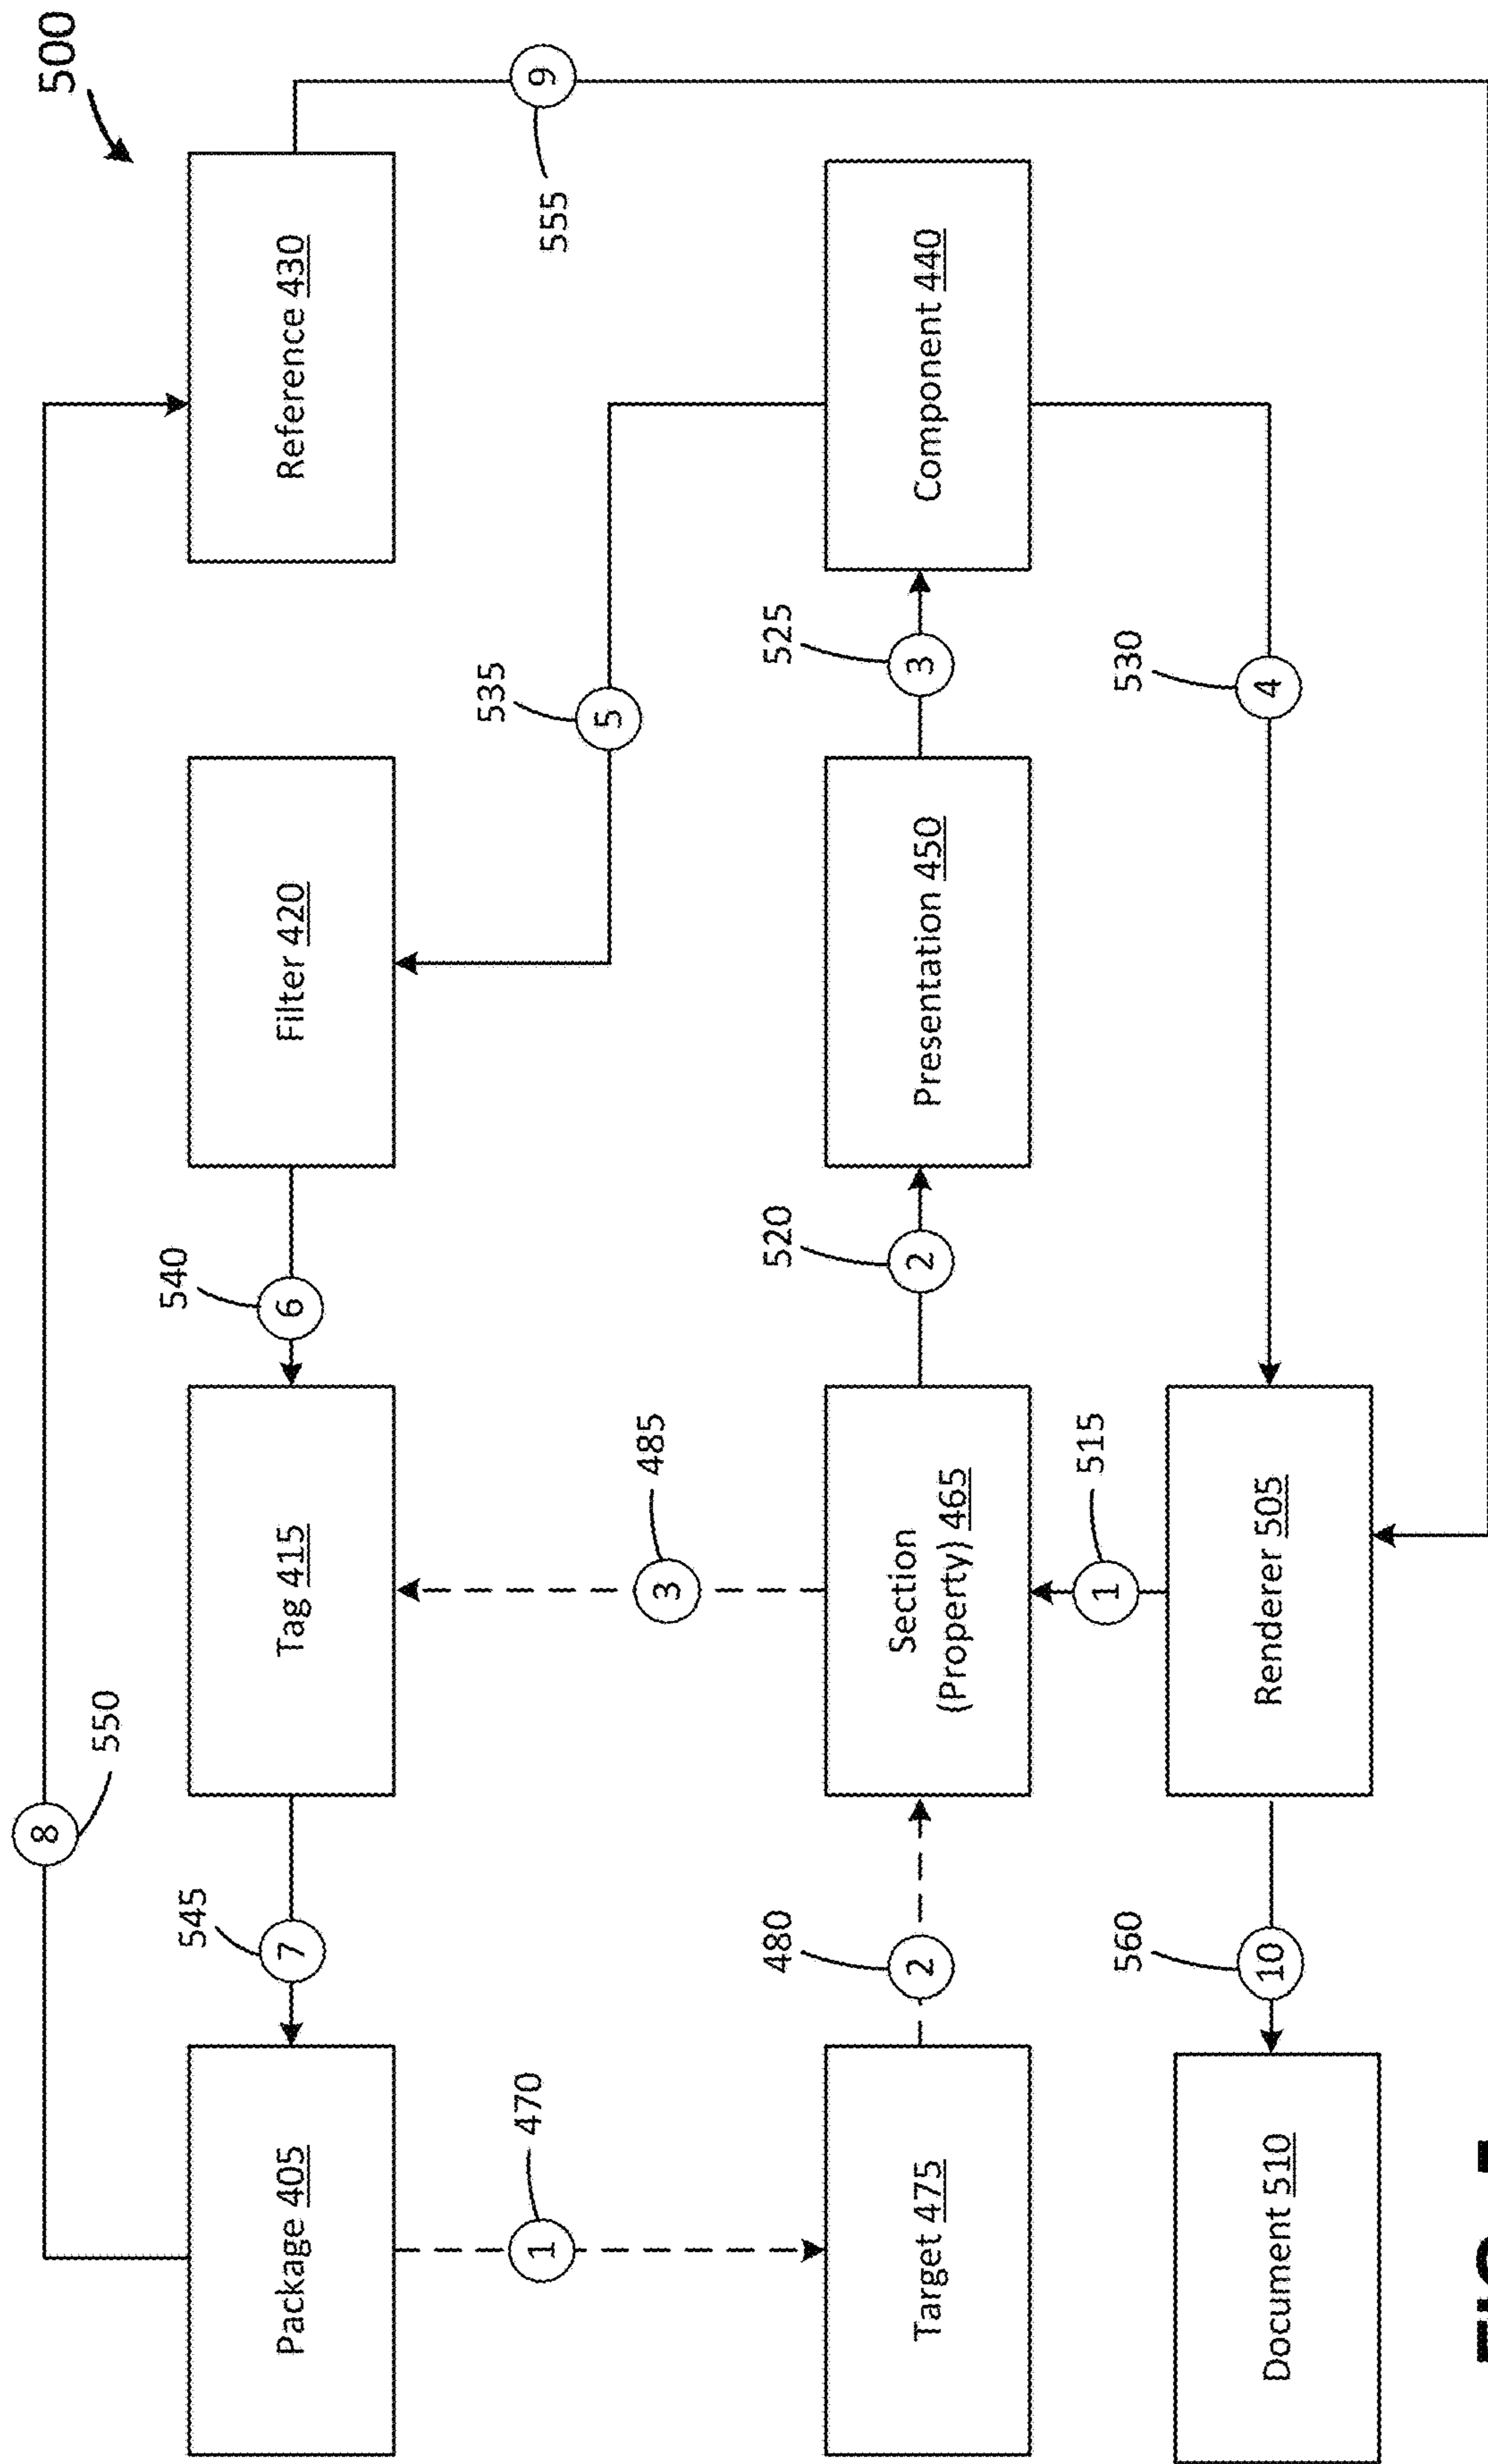 500
8
550
Package 405
7
545
Tag 415
6
540
Filter 420
Reference 430
9
555
1
470
3
485
5
535
Target 475
2
480
Section
(Property) 465
2
520
Presentation 450
3
525
Component 440
1
515
4
530
Document 510
10
560
Renderer 505